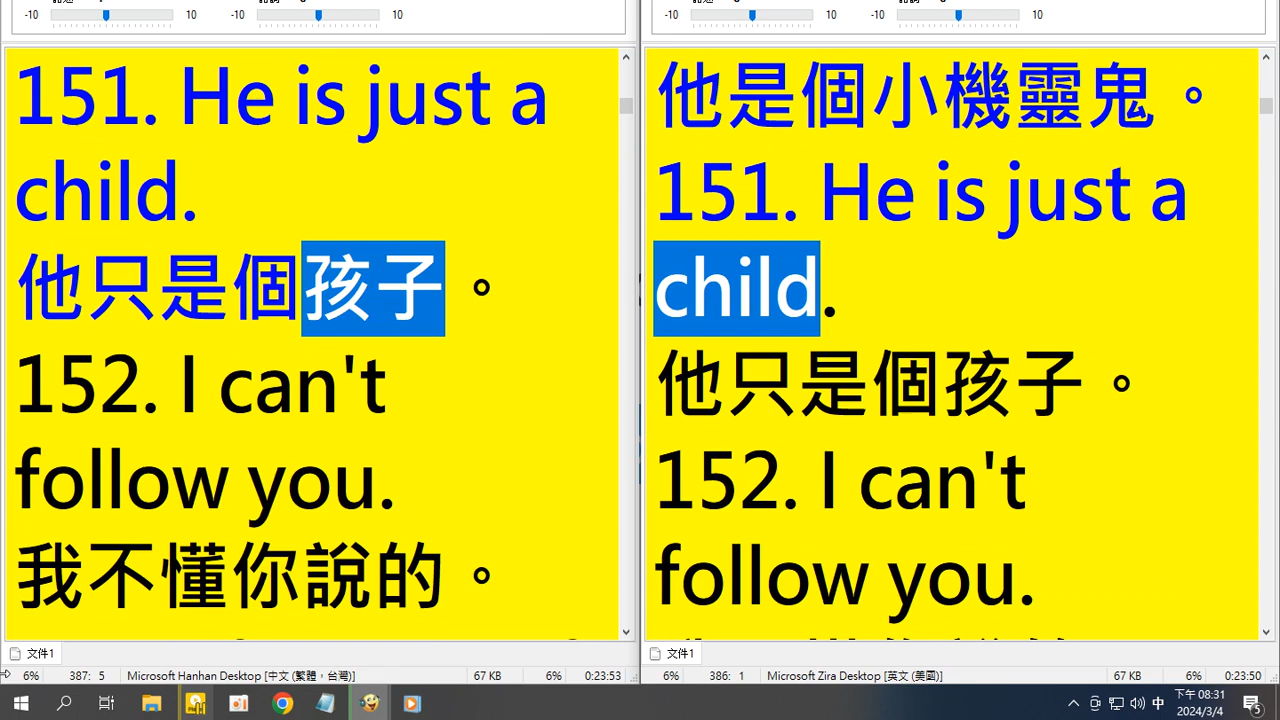 -10 10 -10 10
151. He is just a
child.
他只是個孩子。
152. I can't
follow you.
我不懂你說的。
文件1
6% 387: 5 Microsoft Hanhan Desktop [中文 (繁體，台灣)] 67 KB 6% 0:23:53
-10 10 -10 10
他是個小機靈鬼。
151. He is just a
child.
他只是個孩子。
152. I can't
follow you.
文件1
6% 386: 1 Microsoft Zira Desktop [英文 (美國)] 67 KB 6% 0:23:50
中
下午 08:31
2024/3/4
5